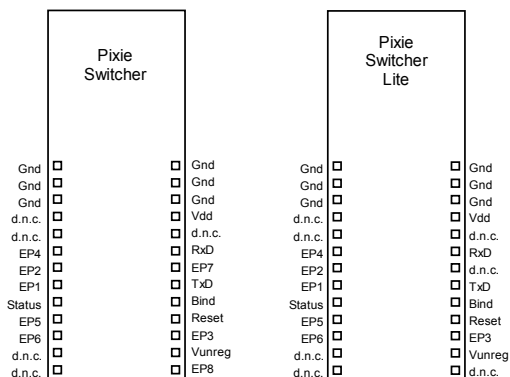 Pixie
Switcher
Gnd
Gnd
Gnd
d.n.c.
d.n.c.
EP4
EP2
EP1
Status
EP5
EP6
d.n.c.
d.n.c.
Gnd
Gnd
Gnd
Vdd
d.n.c.
RxD
EP7
TxD
Bind
Reset
EP3
Vunreg
EP8
Pixie
Switcher
Lite
Gnd
Gnd
Gnd
d.n.c.
d.n.c.
EP4
EP2
EP1
Status
EP5
EP6
d.n.c.
d.n.c.
Gnd
Gnd
Gnd
Vdd
d.n.c.
RxD
d.n.c.
TxD
Bind
Reset
EP3
Vunreg
d.n.c.